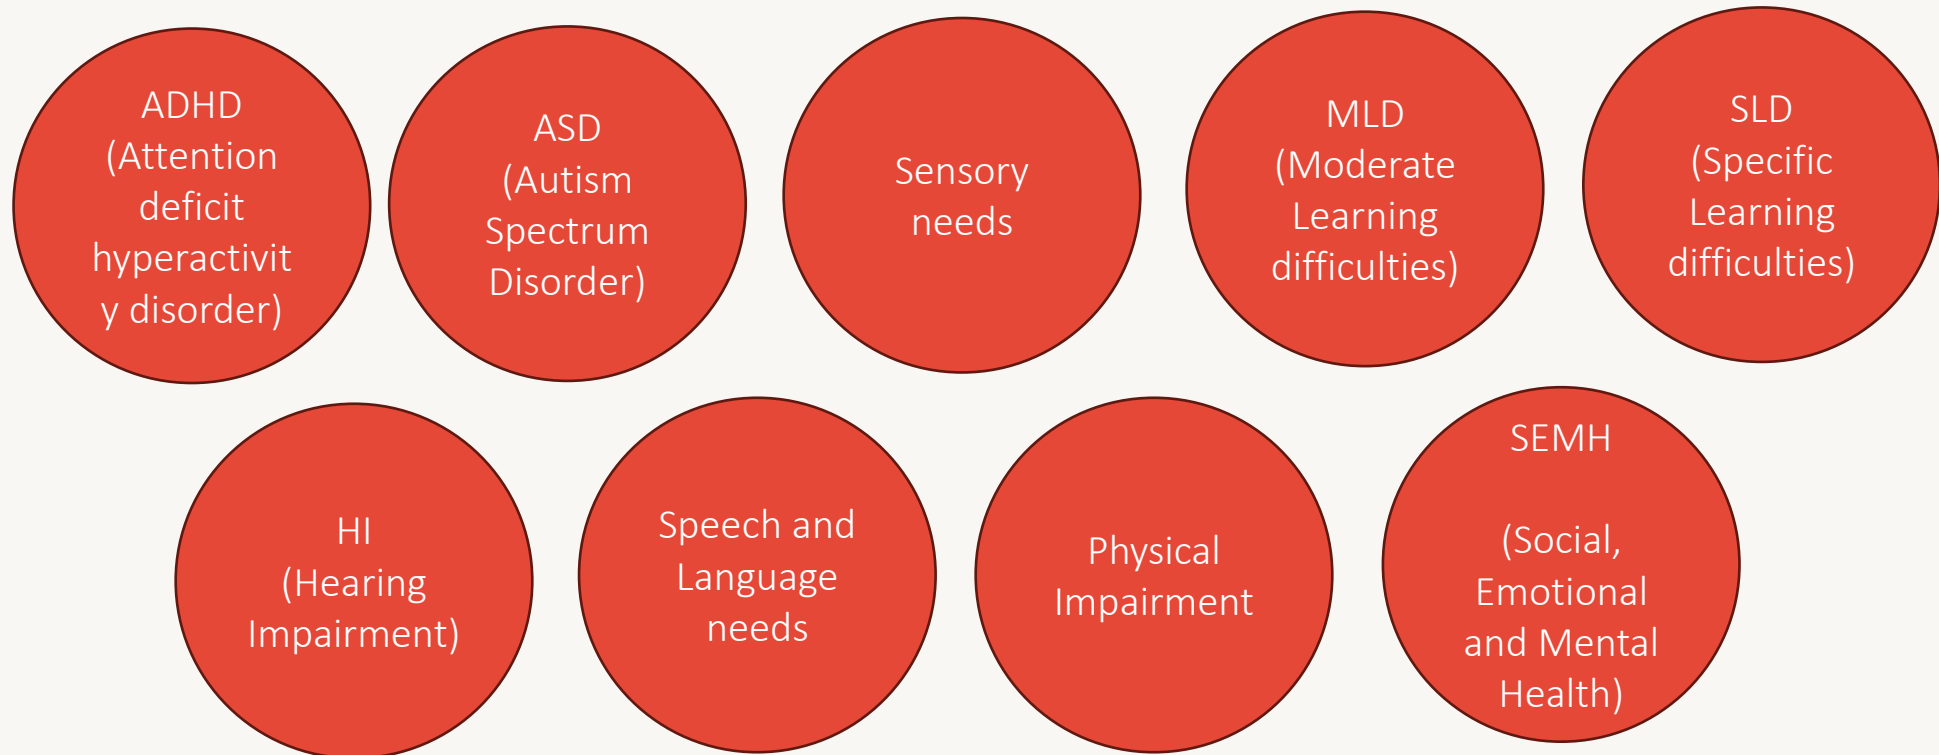 ADHD
(Attention
deficit
hyperactivit
y disorder)
ASD
(Autism
Spectrum
Disorder)
Sensory
needs
MLD
(Moderate
Learning
difficulties)
SLD
(Specific
Learning
difficulties)
HI
(Hearing
Impairment)
Speech and
Language
needs
Physical
Impairment
SEMH
(Social,
Emotional
and Mental
Health)